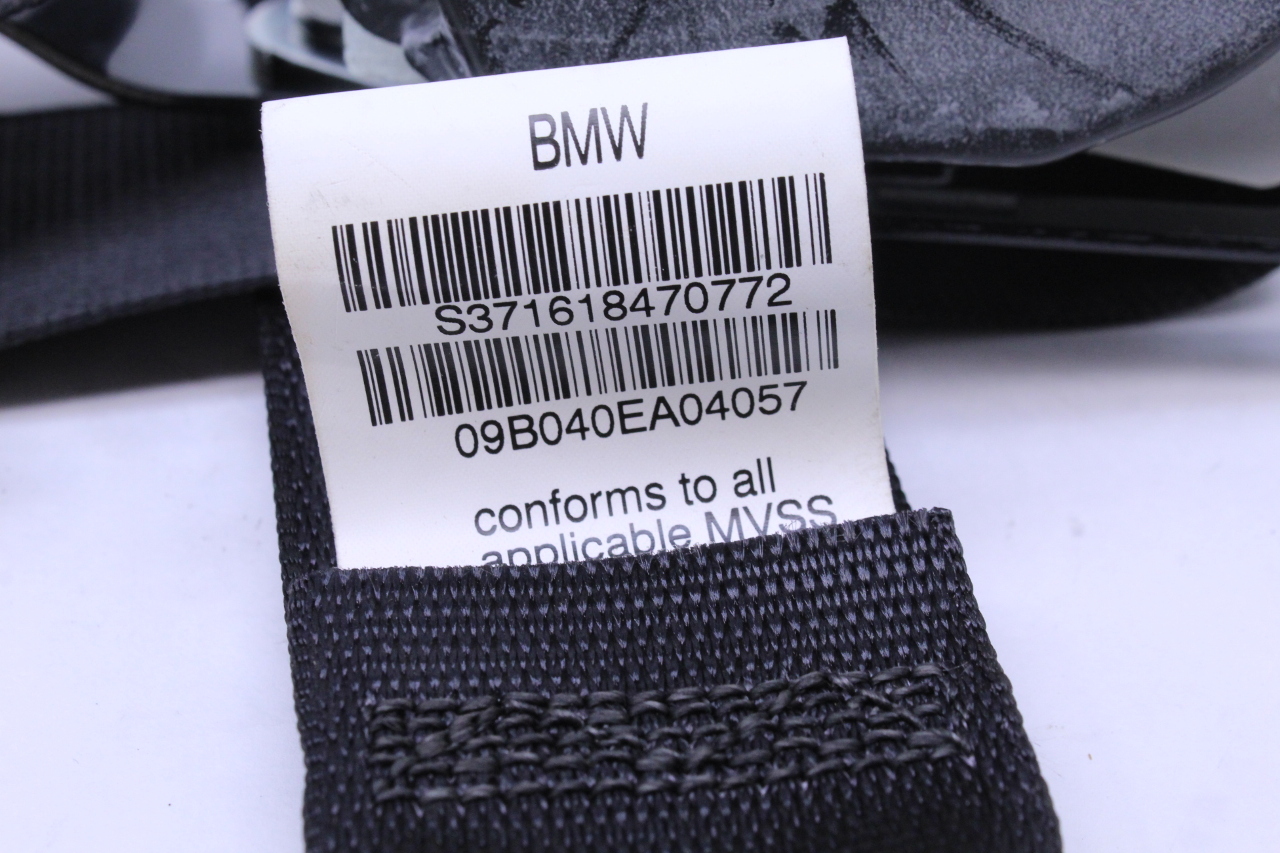 BMW
S371618470772
09B040EA04057
conforms to all
applicable MVSS